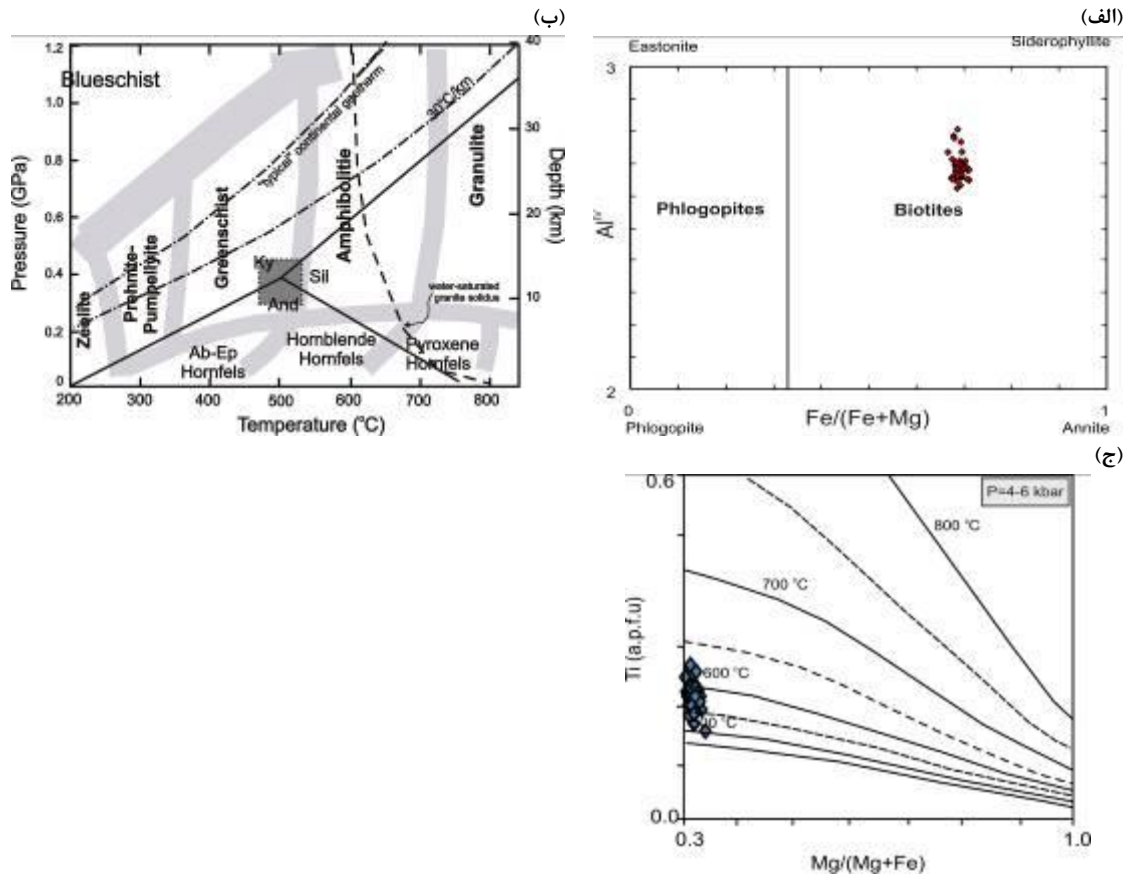 (ب)
1.2
1.0
0.8
0.6
0.4
0.2
0
Pressure (GPa)
Blueschist
"typical" continental geotherm
30°C/km
40
30
20
10
Depth (km)
Zeolite
Prehnite-
Pumpellyite
Greenschist
Amphibolitie
Granulite
Ky
Sil
And
water-saturated
granite solidus
Ab-Ep
Hornfels
Hornblende
Hornfels
Pyroxene
Hornfels
200 300 400 500 600 700 800
Temperature (°C)
(الف)
Eastonite
Siderophyllite
3
Al^IV
2
Phlogopites
Biotites
0
1
Fe/(Fe+Mg)
Phlogopite
Annite
(ج)
0.6
P=4-6 kbar
800 °C
700 °C
600 °C
Ti (a.p.f.u)
0.0
0.3
1.0
Mg/(Mg+Fe)